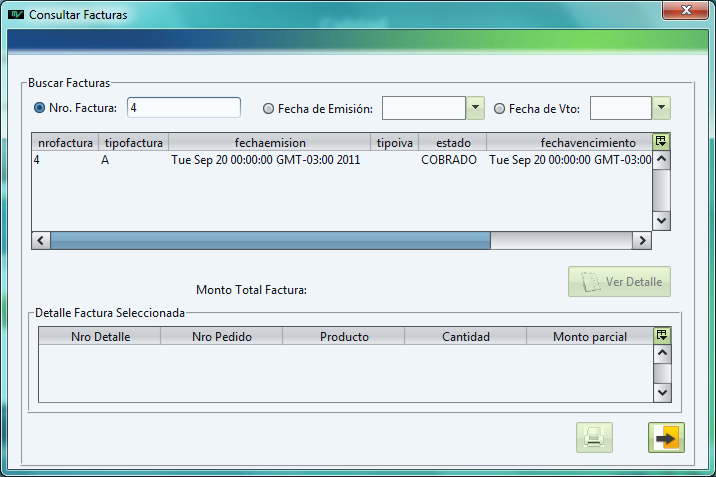 Consultar Facturas
Buscar Facturas
Nro. Factura: 4 Fecha de Emisión: Fecha de Vto:
nrofactura tipofactura fechaemision tipoiva estado fechavencimiento
4 A Tue Sep 20 00:00:00 GMT-03:00 2011 COBRADO Tue Sep 20 00:00:00 GMT-03:00
Ver Detalle
Monto Total Factura:
Detalle Factura Seleccionada
Nro Detalle Nro Pedido Producto Cantidad Monto parcial